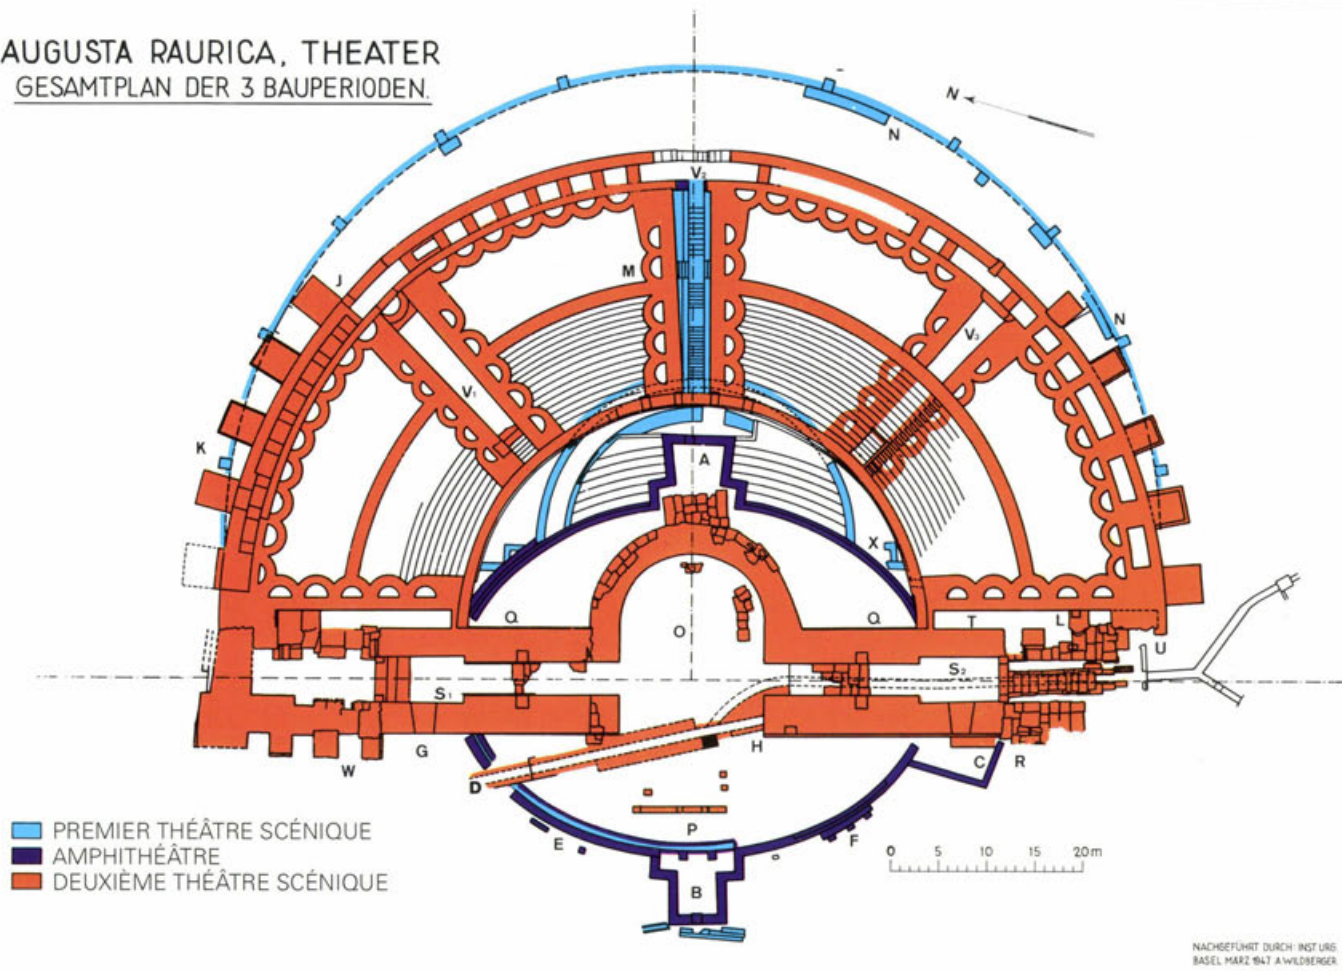 AUGUSTA RAURICA, THEATER
GESAMTPLAN DER 3 BAUPERIODEN.
N
N
V₂
J
M
N
V₃
V₁
K
A
X
Q
O
Q
T
L
U
S₁
S₂
G
H
W
D
C
R
P
E
F
B
0 5 10 15 20m
PREMIER THÉÂTRE SCÉNIQUE
AMPHITHÉÂTRE
DEUXIÈME THÉÂTRE SCÉNIQUE
NACHGEFÜHRT DURCH: INST. URG.
BASEL MÄRZ 1947 A.WILDBERGER